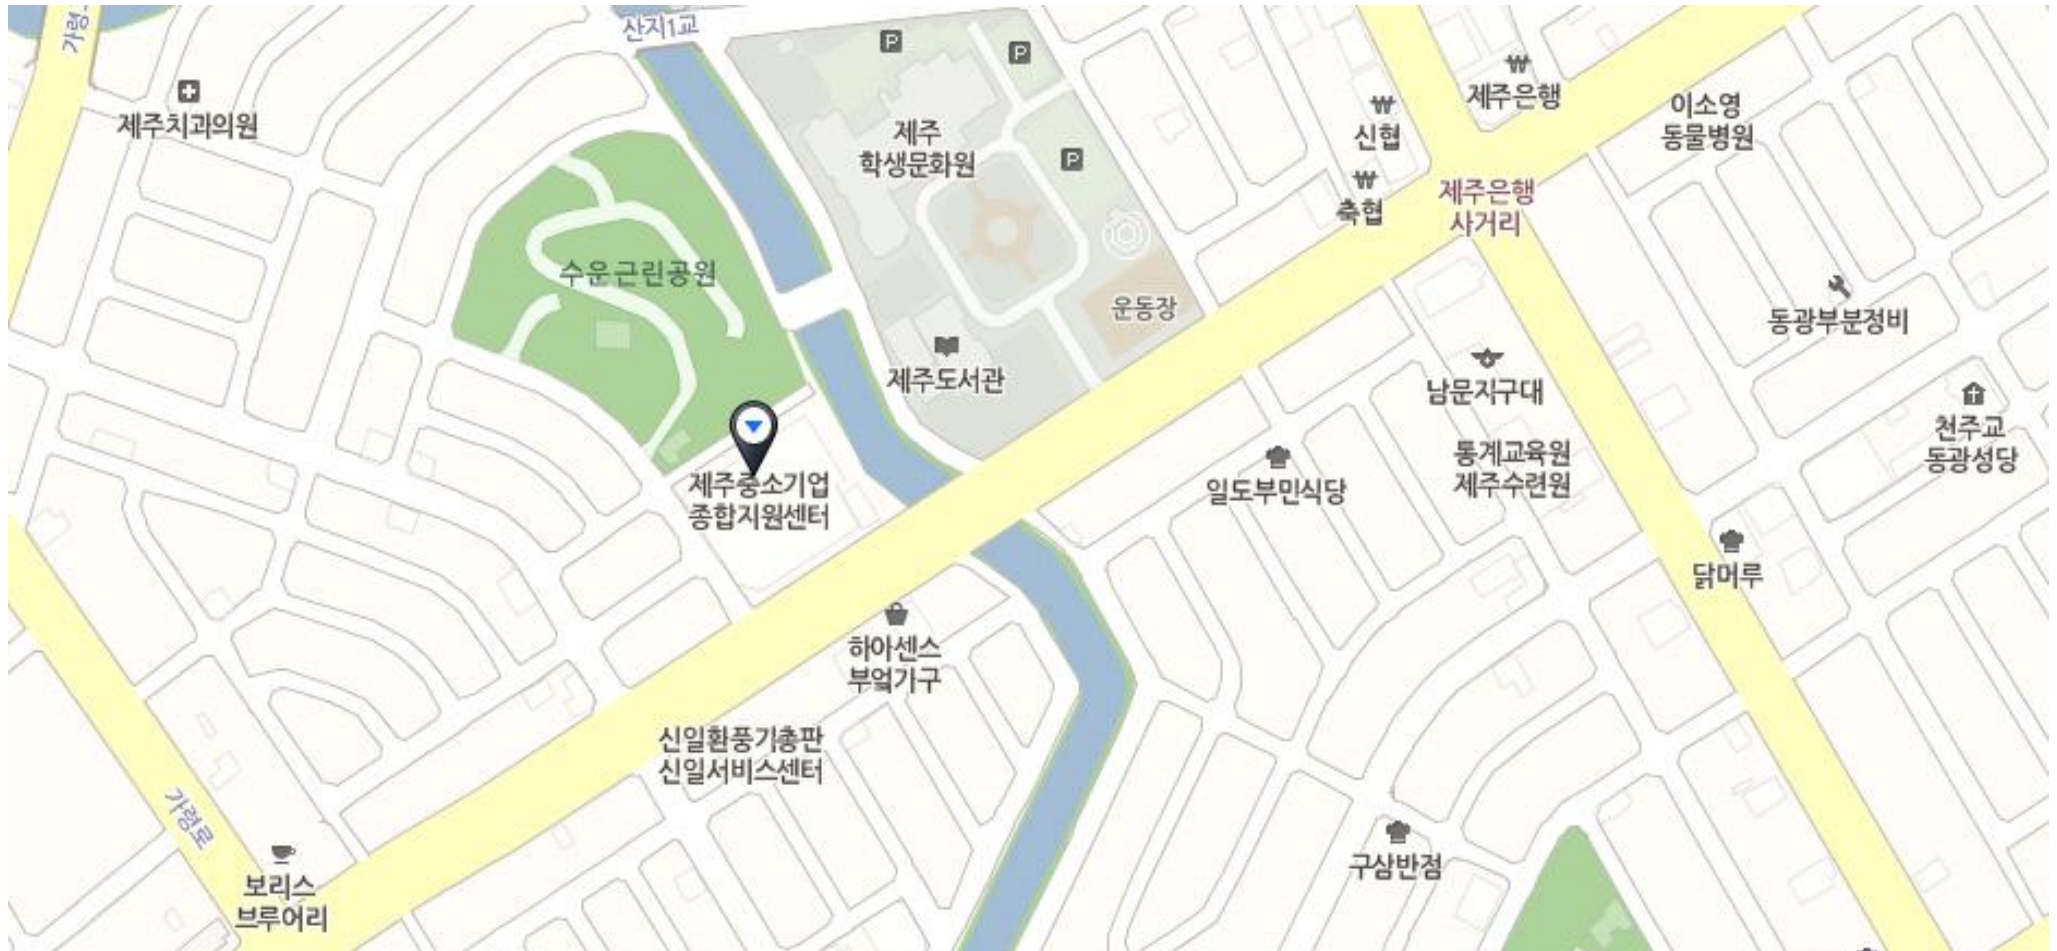 가령
산지1교
P
P
제주은행
이소영
동물병원
신협
제주치과의원
제주
학생문화원
P
축협
제주은행
사거리
수운근린공원
운동장
동광부분정비
제주도서관
남문지구대
천주교
동광성당
통계교육원
제주수련원
일도부민식당
제주중소기업
종합지원센터
닭머루
하아센스
부엌가구
신일환풍기총판
신일서비스센터
가령로
구삼반점
보리스
브루어리